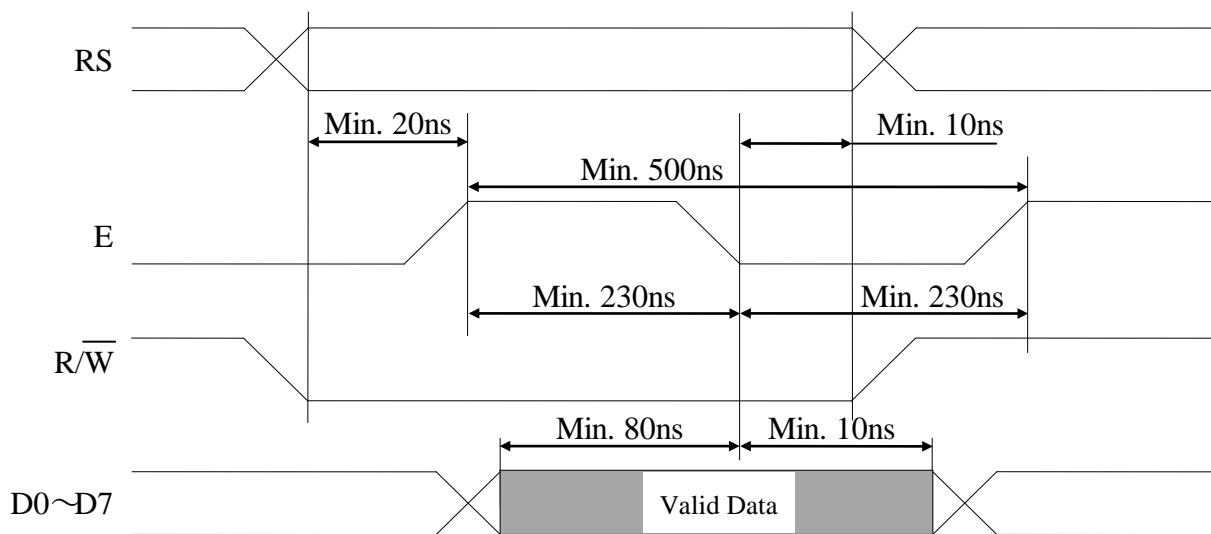 RS
Min. 20ns
Min. 10ns
Min. 500ns
E
Min. 230ns
Min. 230ns
R/W̅
Min. 80ns
Min. 10ns
D0～D7
Valid Data